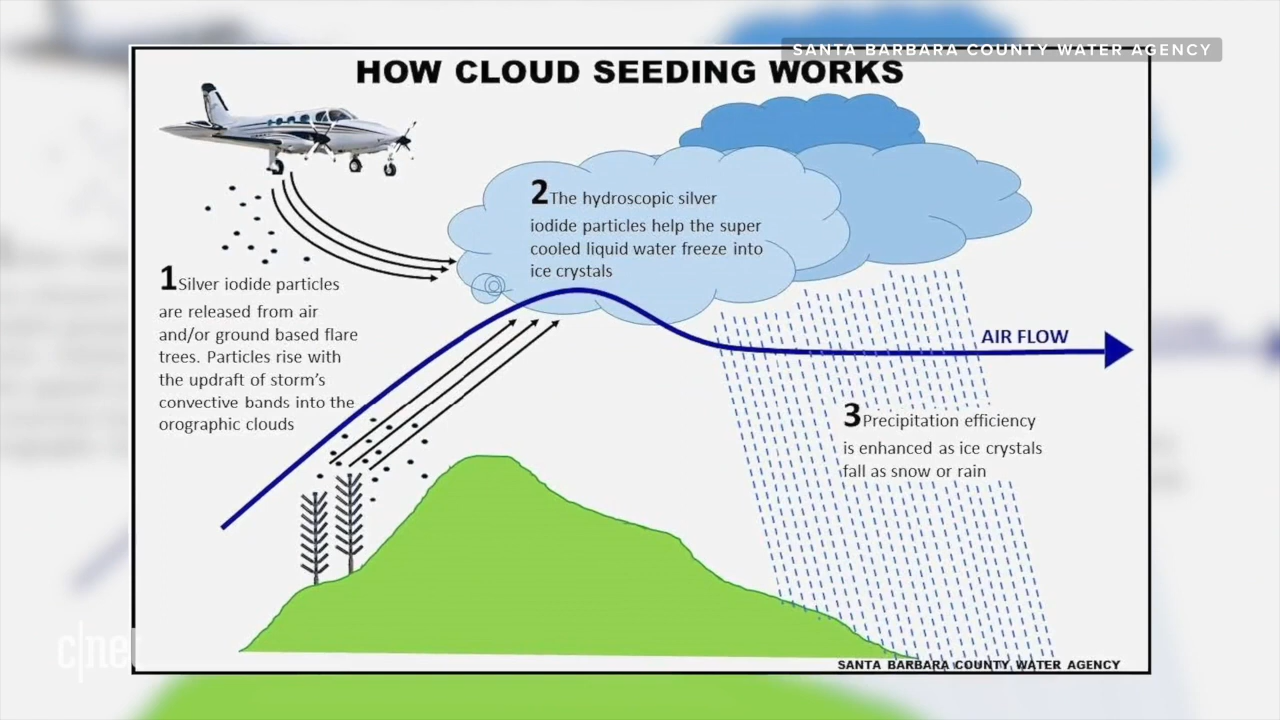 SANTA BARBARA COUNTY WATER AGENCY
HOW CLOUD SEEDING WORKS
1Silver iodide particles
are released from air
and/or ground based flare
trees. Particles rise with
the updraft of storm's
convective bands into the
orographic clouds
2The hydroscopic silver
iodide particles help the super
cooled liquid water freeze into
ice crystals
AIR FLOW
3Precipitation efficiency
is enhanced as ice crystals
fall as snow or rain
c|net
SANTA BARBARA COUNTY WATER AGENCY